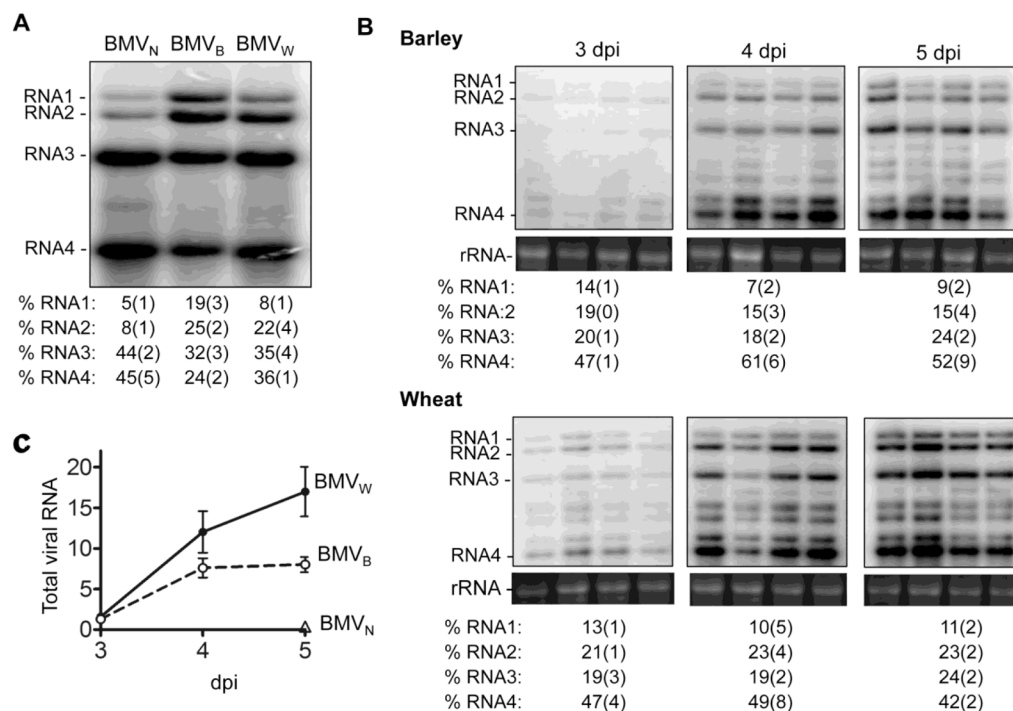 A
BMVN BMVB BMVW
RNA1 -
RNA2 -
RNA3 -
RNA4 -
% RNA1: 5(1) 19(3) 8(1)
% RNA2: 8(1) 25(2) 22(4)
% RNA3: 44(2) 32(3) 35(4)
% RNA4: 45(5) 24(2) 36(1)
B
Barley
3 dpi 4 dpi 5 dpi
RNA1 -
RNA2 -
RNA3 -
RNA4 -
rRNA-
% RNA1: 14(1) 7(2) 9(2)
% RNA:2 19(0) 15(3) 15(4)
% RNA3: 20(1) 18(2) 24(2)
% RNA4: 47(1) 61(6) 52(9)
Wheat
RNA1 -
RNA2 -
RNA3 -
RNA4 -
rRNA -
% RNA1: 13(1) 10(5) 11(2)
% RNA2: 21(1) 23(4) 23(2)
% RNA3: 19(3) 19(2) 24(2)
% RNA4: 47(4) 49(8) 42(2)
C
Total viral RNA
20
15
10
5
0
3 4 5
dpi
BMVW
BMVB
BMVN